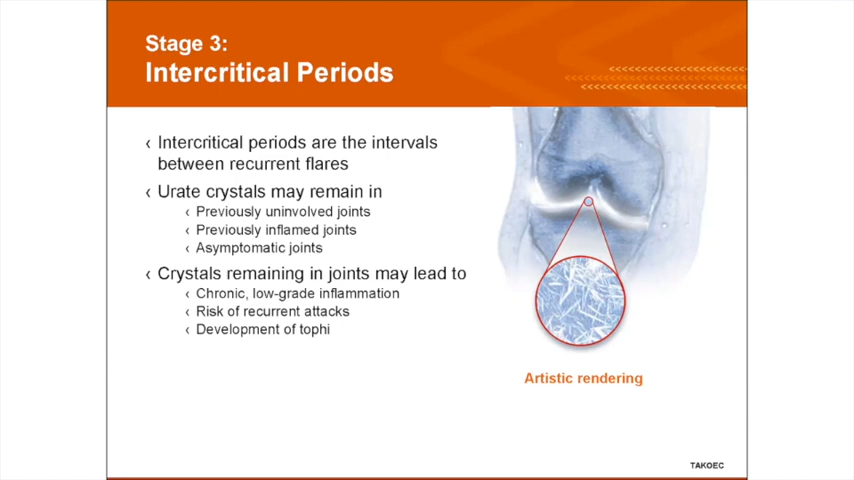 Stage 3:
Intercritical Periods
‹ Intercritical periods are the intervals
between recurrent flares
‹ Urate crystals may remain in
‹ Previously uninvolved joints
‹ Previously inflamed joints
‹ Asymptomatic joints
‹ Crystals remaining in joints may lead to
‹ Chronic, low-grade inflammation
‹ Risk of recurrent attacks
‹ Development of tophi
Artistic rendering
TAKOEC